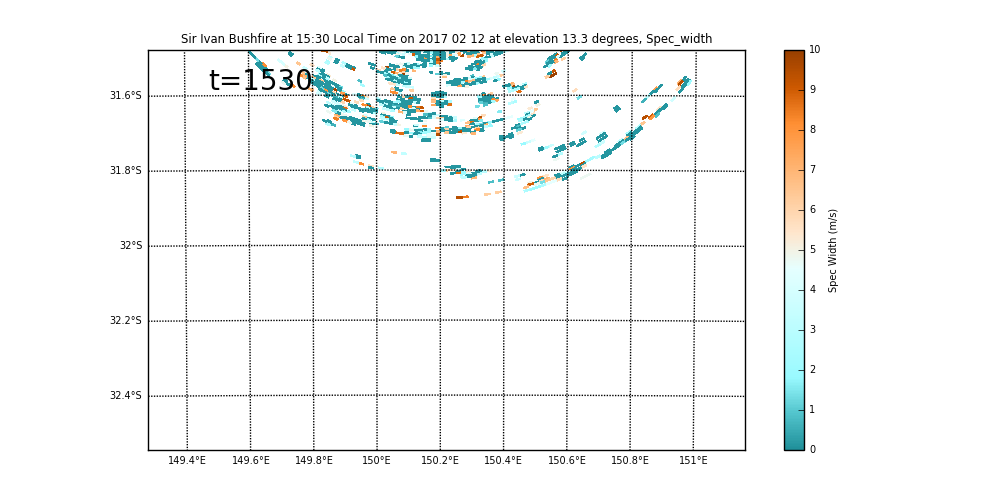 Sir Ivan Bushfire at 15:30 Local Time on 2017 02 12 at elevation 13.3 degrees, Spec_width
t=1530
31.6°S
31.8°S
32°S
32.2°S
32.4°S
149.4°E 149.6°E 149.8°E 150°E 150.2°E 150.4°E 150.6°E 150.8°E 151°E
10
9
8
7
6
5
4
3
2
1
0
Spec Width (m/s)